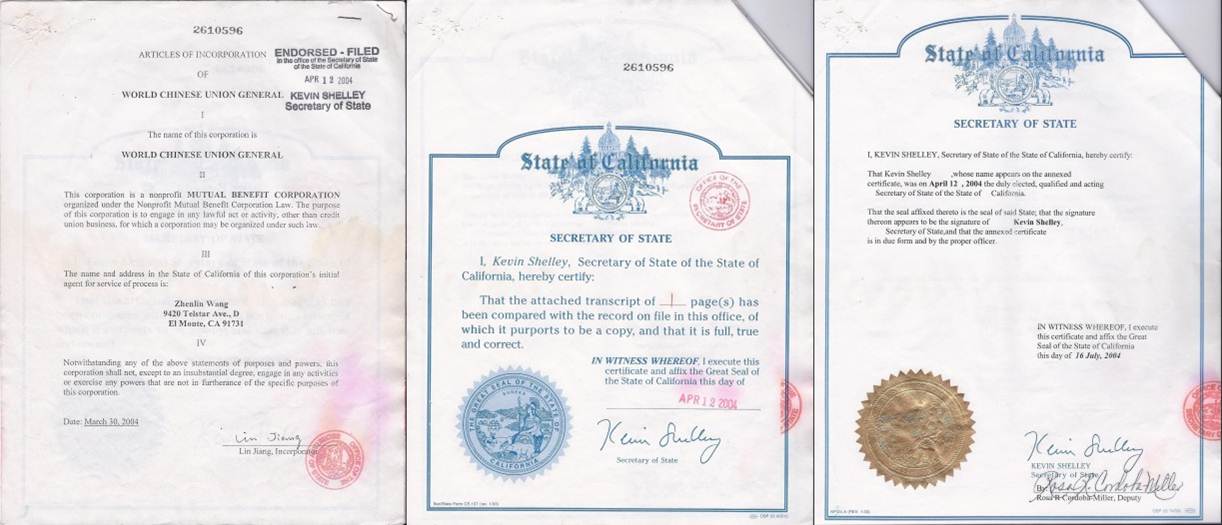 2610596
ARTICLES OF INCORPORATION
OF
WORLD CHINESE UNION GENERAL
ENDORSED - FILED
in the office of the Secretary of State
of the State of California
APR 12 2004
KEVIN SHELLEY
Secretary of State
I
The name of this corporation is
WORLD CHINESE UNION GENERAL
II
This corporation is a nonprofit MUTUAL BENEFIT CORPORATION
organized under the Nonprofit Mutual Benefit Corporation Law. The purpose
of this corporation is to engage in any lawful act or activity, other than credit
union business, for which a corporation may be organized under such law.
III
The name and address in the State of California of this corporation's initial
agent for service of process is:
Zhenlin Wang
9420 Telstar Ave., D
El Monte, CA 91731
IV
Notwithstanding any of the above statements of purposes and powers, this
corporation shall not, except to an insubstantial degree, engage in any activities
or exercise any powers that are not in furtherance of the specific purposes of
this corporation.
Date: March 30, 2004
Lin Jiang
Lin Jiang, Incorporator
2610596
State of California
OFFICE OF THE SECRETARY OF STATE
SECRETARY OF STATE
I, Kevin Shelley, Secretary of State of the State of
California, hereby certify:
That the attached transcript of 1 page(s) has
been compared with the record on file in this office, of
which it purports to be a copy, and that it is full, true
and correct.
IN WITNESS WHEREOF, I execute this
certificate and affix the Great Seal of
the State of California this day of
APR 12 2004
THE GREAT SEAL OF THE STATE OF CALIFORNIA
EUREKA
Kevin Shelley
Secretary of State
State of California
SECRETARY OF STATE
I, KEVIN SHELLEY, Secretary of State of the State of California, hereby certify:
That Kevin Shelley ,whose name appears on the annexed
certificate, was on April 12 , 2004 the duly elected, qualified and acting
Secretary of State of the State of California.
That the seal affixed thereto is the seal of said State; that the signature
thereon appears to be the signature of Kevin Shelley,
Secretary of State,and that the annexed certificate
is in due form and by the proper officer.
IN WITNESS WHEREOF, I execute
this certificate and affix the Great
Seal of the State of California
this day of 16 July, 2004
Kevin Shelley
KEVIN SHELLEY
Secretary of State
By
Rosa R Cordoba-Miller
Rosa R Cordoba-Miller, Deputy